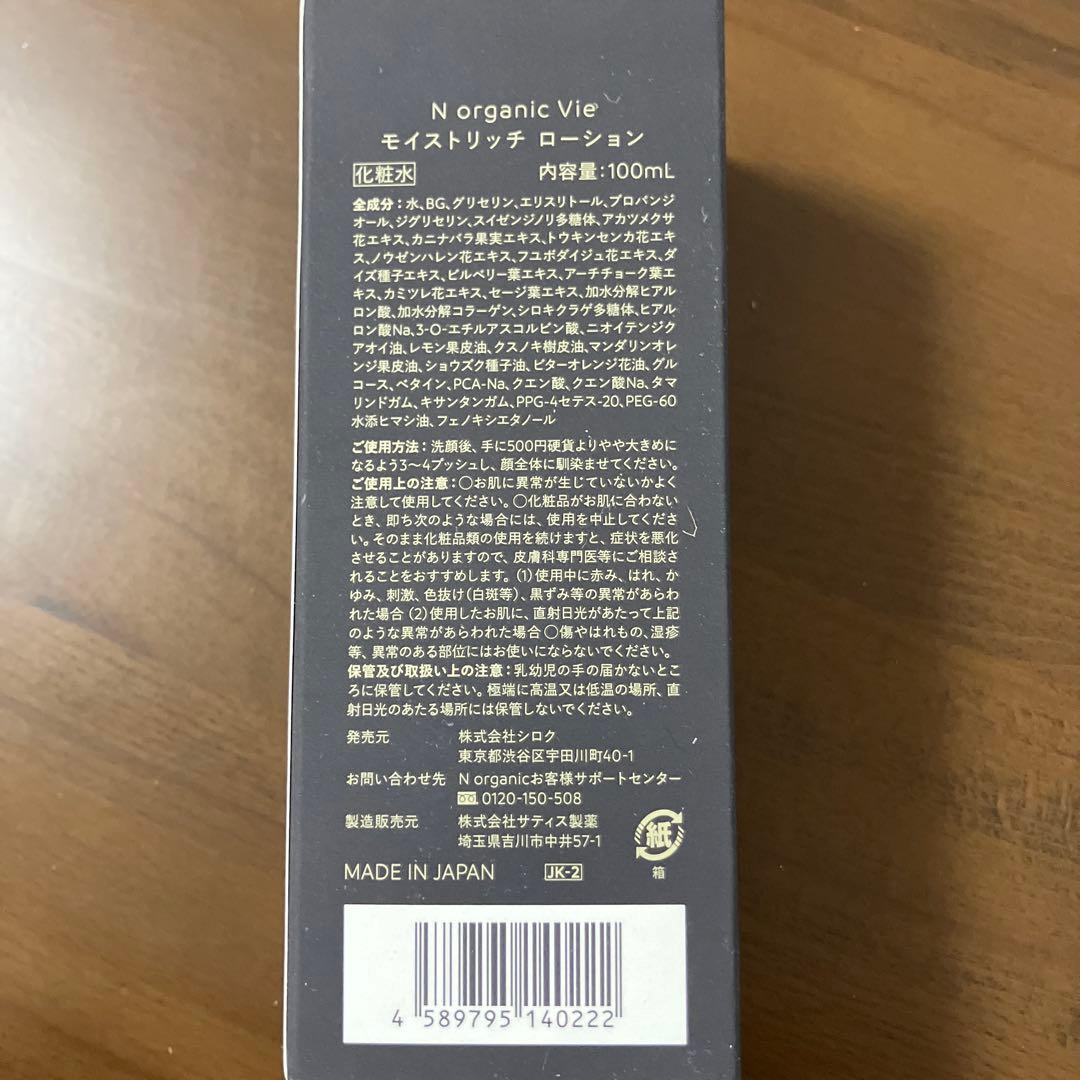 N organic Vie
モイストリッチ ローション
化粧水 内容量:100mL
全成分:水、BG、グリセリン、エリスリトール、プロパンジ
オール、ジグリセリン、スイゼンジノリ多糖体、アカツメクサ
花エキス、カニナバラ果実エキス、トウキンセンカ花エキ
ス、ノウゼンハレン花エキス、フユボダイジュ花エキス、ダ
イズ種子エキス、ビルベリー葉エキス、アーチチョーク葉エ
キス、カミツレ花エキス、セージ葉エキス、加水分解ヒアル
ロン酸、加水分解コラーゲン、シロキクラゲ多糖体、ヒアル
ロン酸Na、3-O-エチルアスコルビン酸、ニオイテンジク
アオイ油、レモン果皮油、クスノキ樹皮油、マンダリンオレ
ンジ果皮油、ショウズク種子油、ビターオレンジ花油、グル
コース、ベタイン、PCA-Na、クエン酸、クエン酸Na、タマ
リンドガム、キサンタンガム、PPG-4セテス-20、PEG-60
水添ヒマシ油、フェノキシエタノール
ご使用方法:洗顔後、手に500円硬貨よりやや大きめに
なるよう3〜4プッシュし、顔全体に馴染ませてください。
ご使用上の注意:○お肌に異常が生じていないかよく
注意して使用してください。○化粧品がお肌に合わない
とき、即ち次のような場合には、使用を中止してくださ
い。そのまま化粧品類の使用を続けますと、症状を悪化
させることがありますので、皮膚科専門医等にご相談さ
れることをおすすめします。(1)使用中に赤み、はれ、か
ゆみ、刺激、色抜け(白斑等)、黒ずみ等の異常があらわ
れた場合 (2)使用したお肌に、直射日光があたって上記
のような異常があらわれた場合 ○傷やはれもの、湿疹
等、異常のある部位にはお使いにならないでください。
保管及び取扱い上の注意:乳幼児の手の届かないとこ
ろに保管してください。極端に高温又は低温の場所、直
射日光のあたる場所には保管しないでください。
発売元 株式会社シロク
東京都渋谷区宇田川町40-1
お問い合わせ先 N organicお客様サポートセンター
0120-150-508
製造販売元 株式会社サティス製薬
埼玉県吉川市中井57-1
紙
箱
MADE IN JAPAN JK-2
4 589795 140222